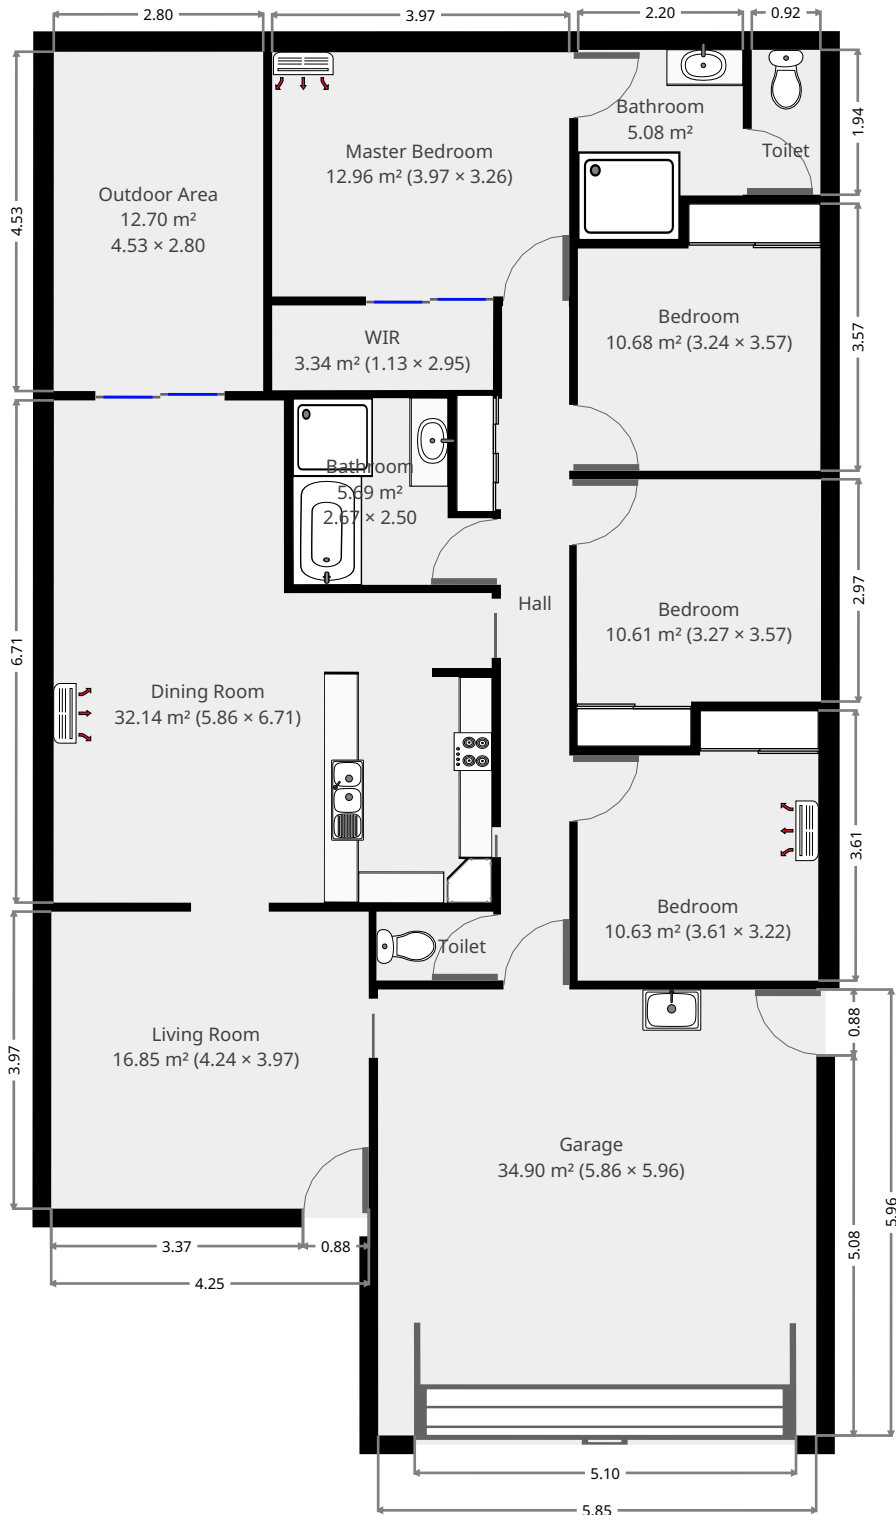 2.80
3.97
2.20
0.92
4.53
1.94
Bathroom
5.08 m²
Toilet
Master Bedroom
12.96 m² (3.97 × 3.26)
Outdoor Area
12.70 m²
4.53 × 2.80
Bedroom
10.68 m² (3.24 × 3.57)
3.57
WIR
3.34 m² (1.13 × 2.95)
Bathroom
5.69 m²
2.67 × 2.50
Hall
Bedroom
10.61 m² (3.27 × 3.57)
2.97
6.71
Dining Room
32.14 m² (5.86 × 6.71)
3.61
Bedroom
10.63 m² (3.61 × 3.22)
Toilet
Living Room
16.85 m² (4.24 × 3.97)
3.97
0.88
Garage
34.90 m² (5.86 × 5.96)
5.96
5.08
3.37
0.88
4.25
5.10
5.85